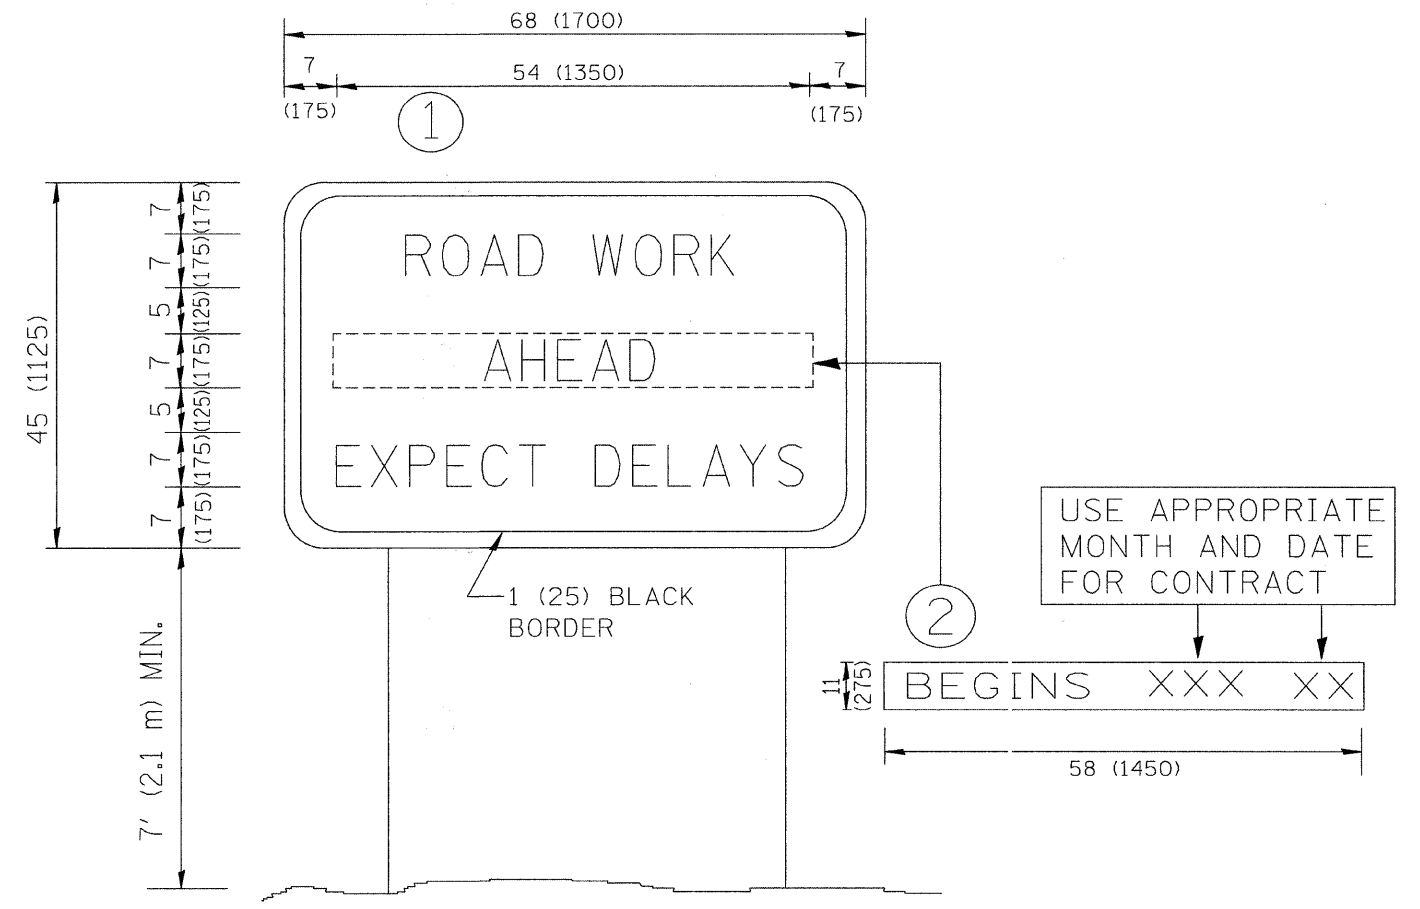 68 (1700)
7
54 (1350)
7
(175)
(175)
1
7
(175)
7
(175)
5
(125)
7
(175)
5
(125)
7
(175)
7
(175)
45 (1125)
ROAD WORK
AHEAD
EXPECT DELAYS
1 (25) BLACK
BORDER
7' (2.1 m) MIN.
USE APPROPRIATE
MONTH AND DATE
FOR CONTRACT
2
11
(275)
BEGINS XXX XX
58 (1450)